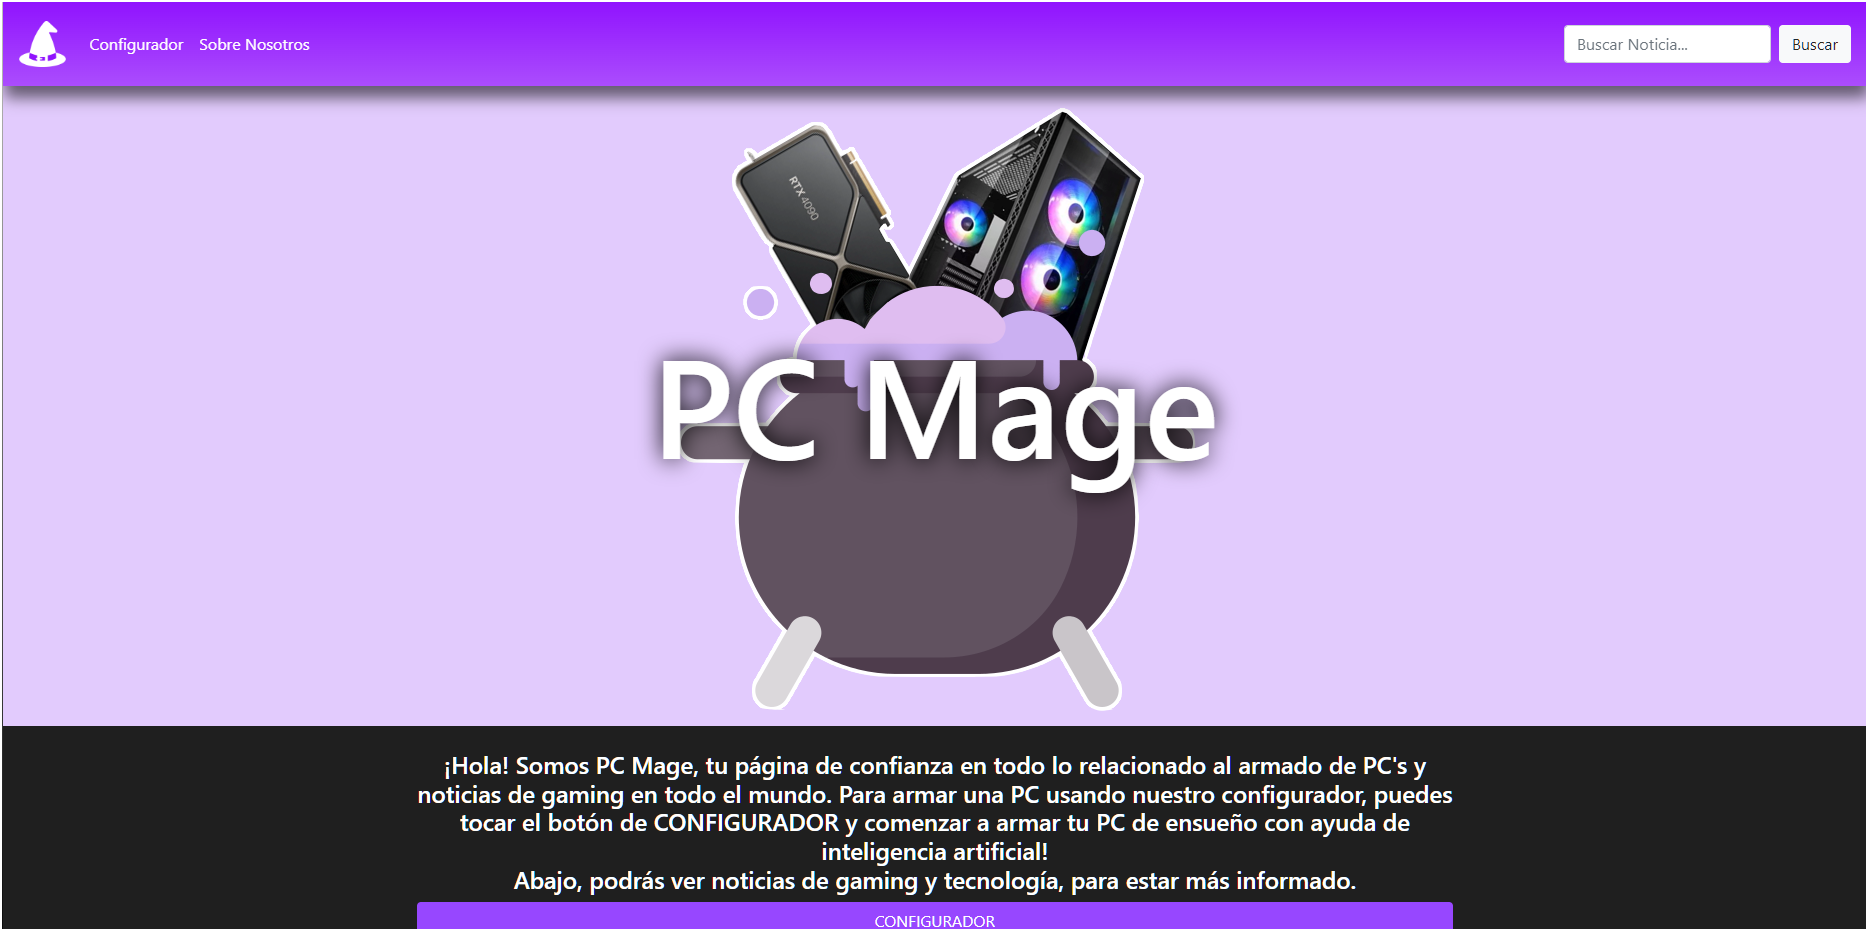 Configurador
Sobre Nosotros
Buscar Noticia...
Buscar
RTX 4090
PC Mage
¡Hola! Somos PC Mage, tu página de confianza en todo lo relacionado al armado de PC's y
noticias de gaming en todo el mundo. Para armar una PC usando nuestro configurador, puedes
tocar el botón de CONFIGURADOR y comenzar a armar tu PC de ensueño con ayuda de
inteligencia artificial!
Abajo, podrás ver noticias de gaming y tecnología, para estar más informado.
CONFIGURADOR